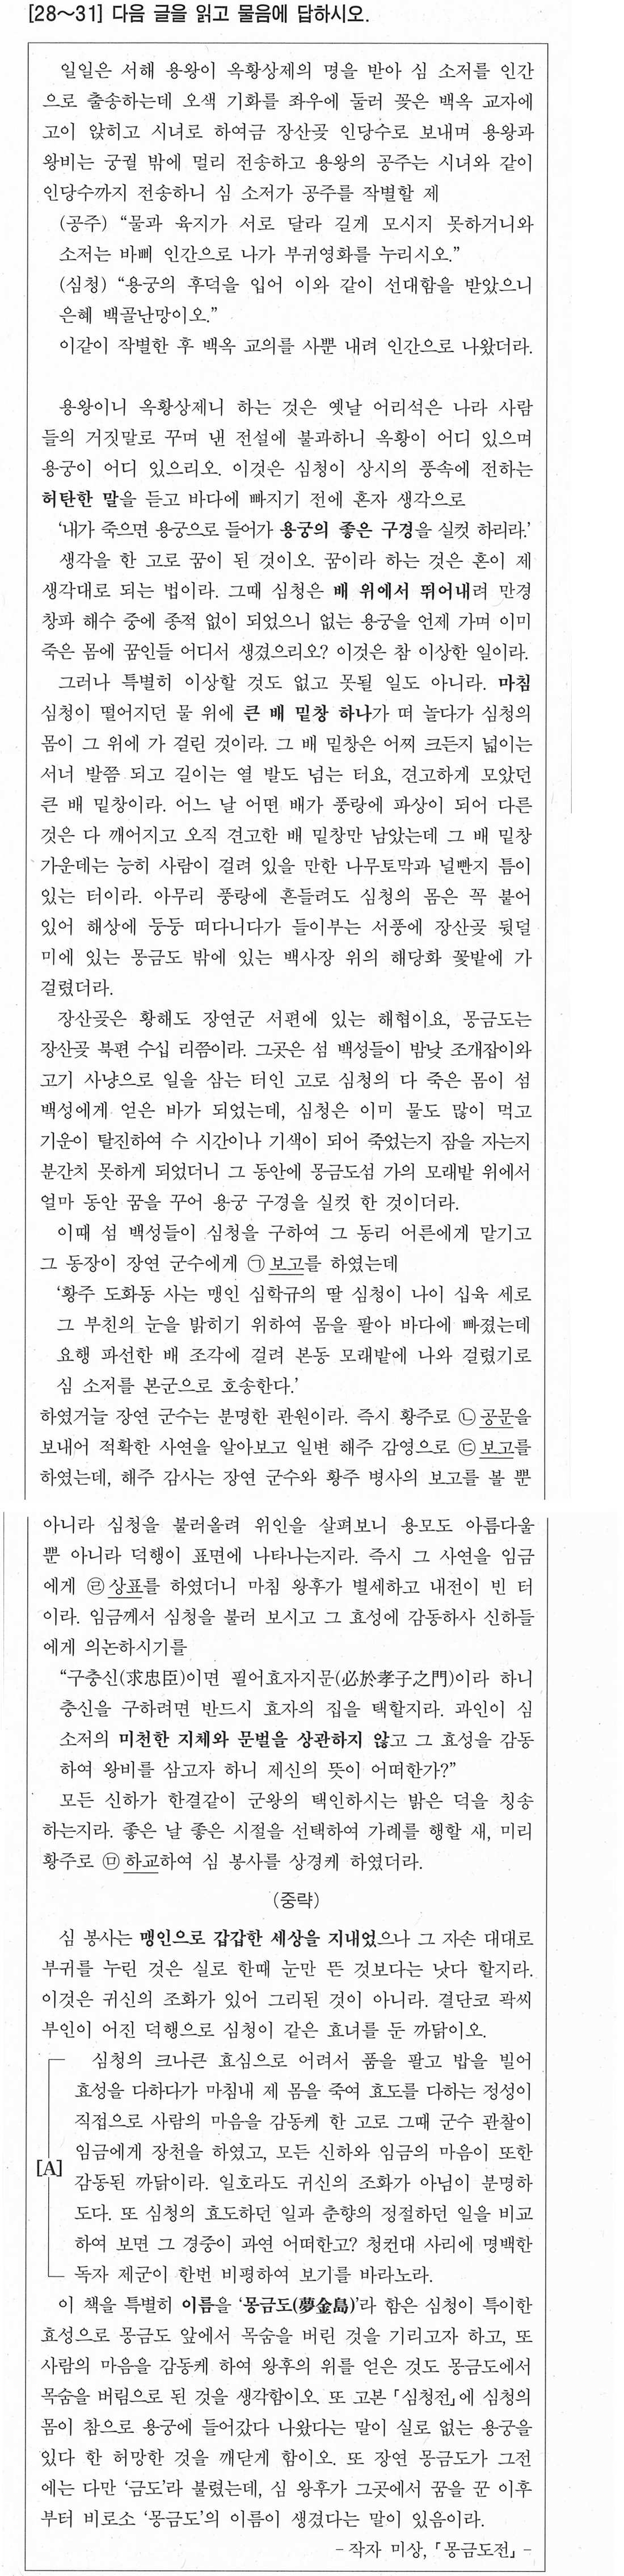 [28~31] 다음 글을 읽고 물음에 답하시오.
일일은 서해 용왕이 옥황상제의 명을 받아 심 소저를 인간
으로 출송하는데 오색 기화를 좌우에 둘러 꽂은 백옥 교자에
고이 앉히고 시녀로 하여금 장산곶 인당수로 보내며 용왕과
왕비는 궁궐 밖에 멀리 전송하고 용왕의 공주는 시녀와 같이
인당수까지 전송하니 심 소저가 공주를 작별할 제
(공주) “물과 육지가 서로 달라 길게 모시지 못하거니와
소저는 바삐 인간으로 나가 부귀영화를 누리시오.”
(심청) “용궁의 후덕을 입어 이와 같이 선대함을 받았으니
은혜 백골난망이오.”
이같이 작별한 후 백옥 교의를 사뿐 내려 인간으로 나왔더라.
용왕이니 옥황상제니 하는 것은 옛날 어리석은 나라 사람
들의 거짓말로 꾸며 낸 전설에 불과하니 옥황이 어디 있으며
용궁이 어디 있으리오. 이것은 심청이 상시의 풍속에 전하는
허탄한 말을 듣고 바다에 빠지기 전에 혼자 생각으로
‘내가 죽으면 용궁으로 들어가 용궁의 좋은 구경을 실컷 하리라.’
생각을 한 고로 꿈이 된 것이오. 꿈이라 하는 것은 혼이 제
생각대로 되는 법이라. 그때 심청은 배 위에서 뛰어내려 만경
창파 해수 중에 종적 없이 되었으니 없는 용궁을 언제 가며 이미
죽은 몸에 꿈인들 어디서 생겼으리오? 이것은 참 이상한 일이라.
그러나 특별히 이상할 것도 없고 못될 일도 아니라. 마침
심청이 떨어지던 물 위에 큰 배 밑창 하나가 떠 놀다가 심청의
몸이 그 위에 가 걸린 것이라. 그 배 밑창은 어찌 크든지 넓이는
서너 발쯤 되고 길이는 열 발도 넘는 터요, 견고하게 모았던
큰 배 밑창이라. 어느 날 어떤 배가 풍랑에 파상이 되어 다른
것은 다 깨어지고 오직 견고한 배 밑창만 남았는데 그 배 밑창
가운데는 능히 사람이 걸려 있을 만한 나무토막과 널빤지 틈이
있는 터이라. 아무리 풍랑에 흔들려도 심청의 몸은 꼭 붙어
있어 해상에 둥둥 떠다니다가 들이부는 서풍에 장산곶 뒷덜
미에 있는 몽금도 밖에 있는 백사장 위의 해당화 꽃밭에 가
걸렸더라.
장산곶은 황해도 장연군 서편에 있는 해협이요, 몽금도는
장산곶 북편 수십 리쯤이라. 그곳은 섬 백성들이 밤낮 조개잡이와
고기 사냥으로 일을 삼는 터인 고로 심청의 다 죽은 몸이 섬
백성에게 얻은 바가 되었는데, 심청은 이미 물도 많이 먹고
기운이 탈진하여 수 시간이나 기색이 되어 죽었는지 잠을 자는지
분간치 못하게 되었더니 그 동안에 몽금도섬 가의 모래밭 위에서
얼마 동안 꿈을 꾸어 용궁 구경을 실컷 한 것이더라.
이때 섬 백성들이 심청을 구하여 그 동리 어른에게 맡기고
그 동장이 장연 군수에게 ㉠ 보고를 하였는데
‘황주 도화동 사는 맹인 심학규의 딸 심청이 나이 십육 세로
그 부친의 눈을 밝히기 위하여 몸을 팔아 바다에 빠졌는데
요행 파선한 배 조각에 걸려 본동 모래밭에 나와 걸렸기로
심 소저를 본군으로 호송한다.’
하였거늘 장연 군수는 분명한 관원이라. 즉시 황주로 ㉡ 공문을
보내어 적확한 사연을 알아보고 일변 해주 감영으로 ㉢ 보고를
하였는데, 해주 감사는 장연 군수와 황주 병사의 보고를 볼 뿐
아니라 심청을 불러올려 위인을 살펴보니 용모도 아름다울
뿐 아니라 덕행이 표면에 나타나는지라. 즉시 그 사연을 임금
에게 ㉣ 상표를 하였더니 마침 왕후가 별세하고 내전이 빈 터
이라. 임금께서 심청을 불러 보시고 그 효성에 감동하사 신하들
에게 의논하시기를
“구충신(求忠臣)이면 필어효자지문(必於孝子之門)이라 하니
충신을 구하려면 반드시 효자의 집을 택할지라. 과인이 심
소저의 미천한 지체와 문벌을 상관하지 않고 그 효성을 감동
하여 왕비를 삼고자 하니 제신의 뜻이 어떠한가?”
모든 신하가 한결같이 군왕의 택인하시는 밝은 덕을 칭송
하는지라. 좋은 날 좋은 시절을 선택하여 가례를 행할 새, 미리
황주로 ㉤ 하교하여 심 봉사를 상경케 하였더라.
(중략)
심 봉사는 맹인으로 갑갑한 세상을 지내었으나 그 자손 대대로
부귀를 누린 것은 실로 한때 눈만 뜬 것보다는 낫다 할지라.
이것은 귀신의 조화가 있어 그리된 것이 아니라. 결단코 곽씨
부인이 어진 덕행으로 심청이 같은 효녀를 둔 까닭이오.
심청의 크나큰 효심으로 어려서 품을 팔고 밥을 빌어
효성을 다하다가 마침내 제 몸을 죽여 효도를 다하는 정성이
직접으로 사람의 마음을 감동케 한 고로 그때 군수 관찰이
임금에게 장천을 하였고, 모든 신하와 임금의 마음이 또한
[A] 감동된 까닭이라. 일호라도 귀신의 조화가 아님이 분명하
도다. 또 심청의 효도하던 일과 춘향의 정절하던 일을 비교
하여 보면 그 경중이 과연 어떠한고? 청컨대 사리에 명백한
독자 제군이 한번 비평하여 보기를 바라노라.
이 책을 특별히 이름을 ‘몽금도(夢金島)’라 함은 심청이 특이한
효성으로 몽금도 앞에서 목숨을 버린 것을 기리고자 하고, 또
사람의 마음을 감동케 하여 왕후의 위를 얻은 것도 몽금도에서
목숨을 버림으로 된 것을 생각함이오. 또 고본 「심청전」에 심청의
몸이 참으로 용궁에 들어갔다 나왔다는 말이 실로 없는 용궁을
있다 한 허망한 것을 깨닫게 함이오. 또 장연 몽금도가 그전
에는 다만 ‘금도’라 불렸는데, 심 왕후가 그곳에서 꿈을 꾼 이후
부터 비로소 ‘몽금도’의 이름이 생겼다는 말이 있음이라.
- 작자 미상, 「몽금도전」 -